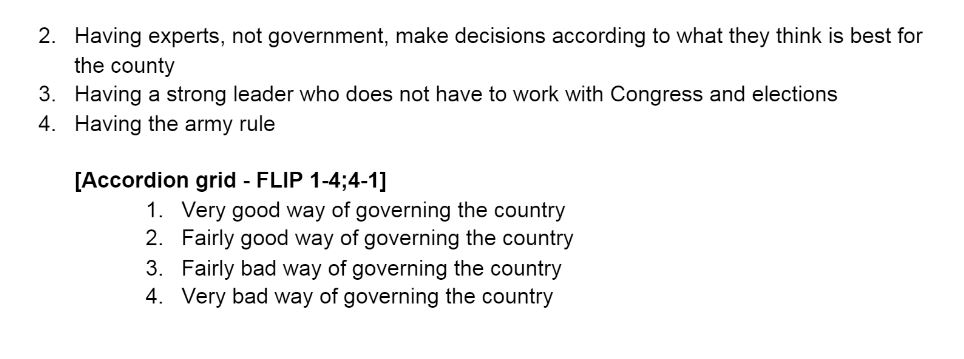 2. Having experts, not government, make decisions according to what they think is best for
the county
3. Having a strong leader who does not have to work with Congress and elections
4. Having the army rule
[Accordion grid - FLIP 1-4;4-1]
1. Very good way of governing the country
2. Fairly good way of governing the country
3. Fairly bad way of governing the country
4. Very bad way of governing the country